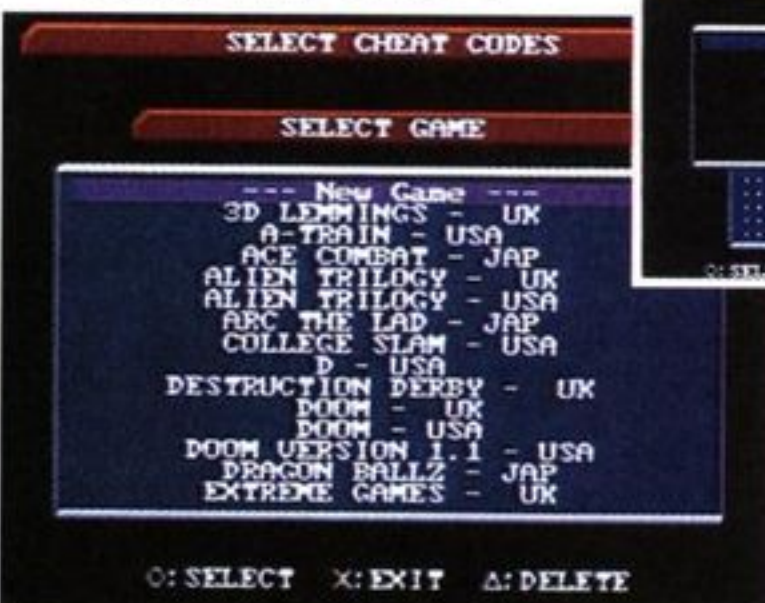 SELECT CHEAT CODES
SELECT GAME
--- New Game ---
3D LEMMINGS - UK
A-TRAIN - USA
ACE COMBAT - JAP
ALIEN TRILOGY - UK
ALIEN TRILOGY - USA
ARC THE LAD - JAP
COLLEGE SLAM - USA
D - USA
DESTRUCTION DERBY - UK
DOOM - UK
DOOM - USA
DOOM VERSION 1.1 - USA
DRAGON BALLZ - JAP
EXTREME GAMES - UK
O: SELECT X: EXIT Δ: DELETE